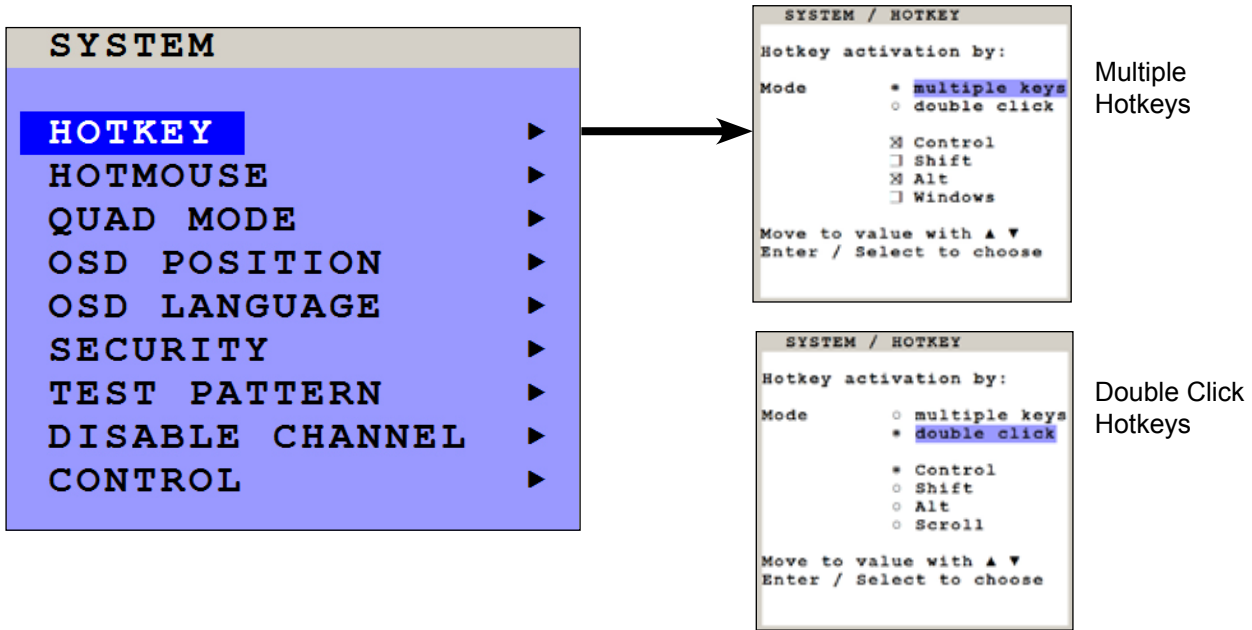 SYSTEM
HOTKEY ►
HOTMOUSE ►
QUAD MODE ►
OSD POSITION ►
OSD LANGUAGE ►
SECURITY ►
TEST PATTERN ►
DISABLE CHANNEL ►
CONTROL ►
SYSTEM / HOTKEY
Hotkey activation by:
Mode multiple keys
double click
Control
Shift
Alt
Windows
Move to value with ▲ ▼
Enter / Select to choose
Multiple
Hotkeys
SYSTEM / HOTKEY
Hotkey activation by:
Mode multiple keys
double click
Control
Shift
Alt
Scroll
Move to value with ▲ ▼
Enter / Select to choose
Double Click
Hotkeys